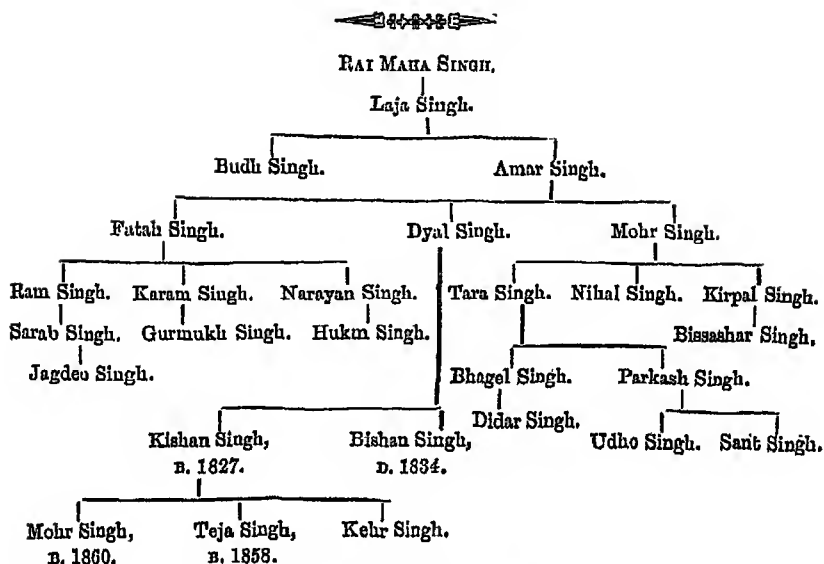 RAI MAHA SINGH.
Laja Singh.
Budh Singh. Amar Singh.
Fatah Singh. Dyal Singh. Mohr Singh.
Ram Singh. Karam Singh. Narayan Singh. Tara Singh. Nihal Singh. Kirpal Singh.
Sarab Singh. Gurmukh Singh. Hukm Singh. Bissashar Singh.
Jagdeo Singh. Bhagel Singh. Parkash Singh.
Didar Singh. Udho Singh. Sant Singh.
Kishan Singh, Bishan Singh,
B. 1827. D. 1834.
Mohr Singh, Teja Singh, Kehr Singh.
B. 1860. B. 1858.